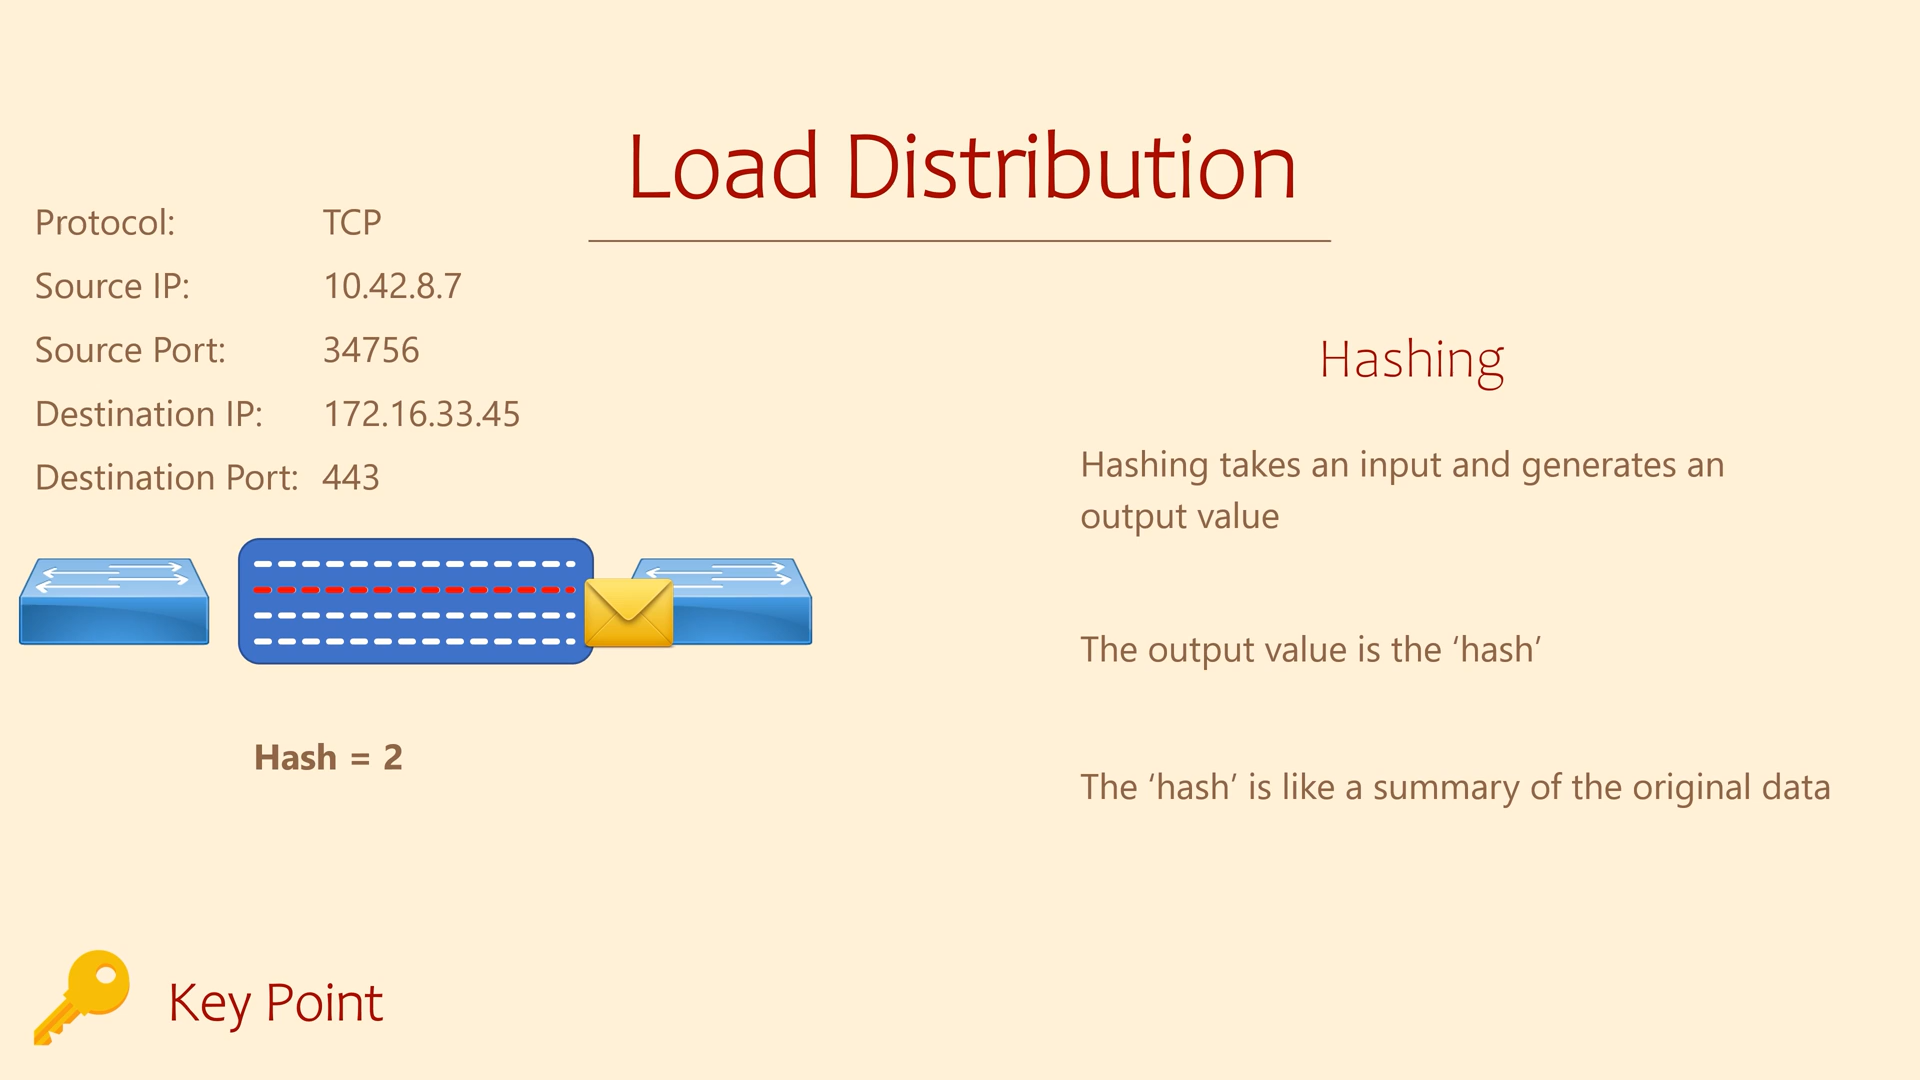 Load Distribution
Protocol: TCP
Source IP: 10.42.8.7
Source Port: 34756
Destination IP: 172.16.33.45
Destination Port: 443
Hash = 2
Hashing
Hashing takes an input and generates an
output value
The output value is the ‘hash’
The ‘hash’ is like a summary of the original data
Key Point